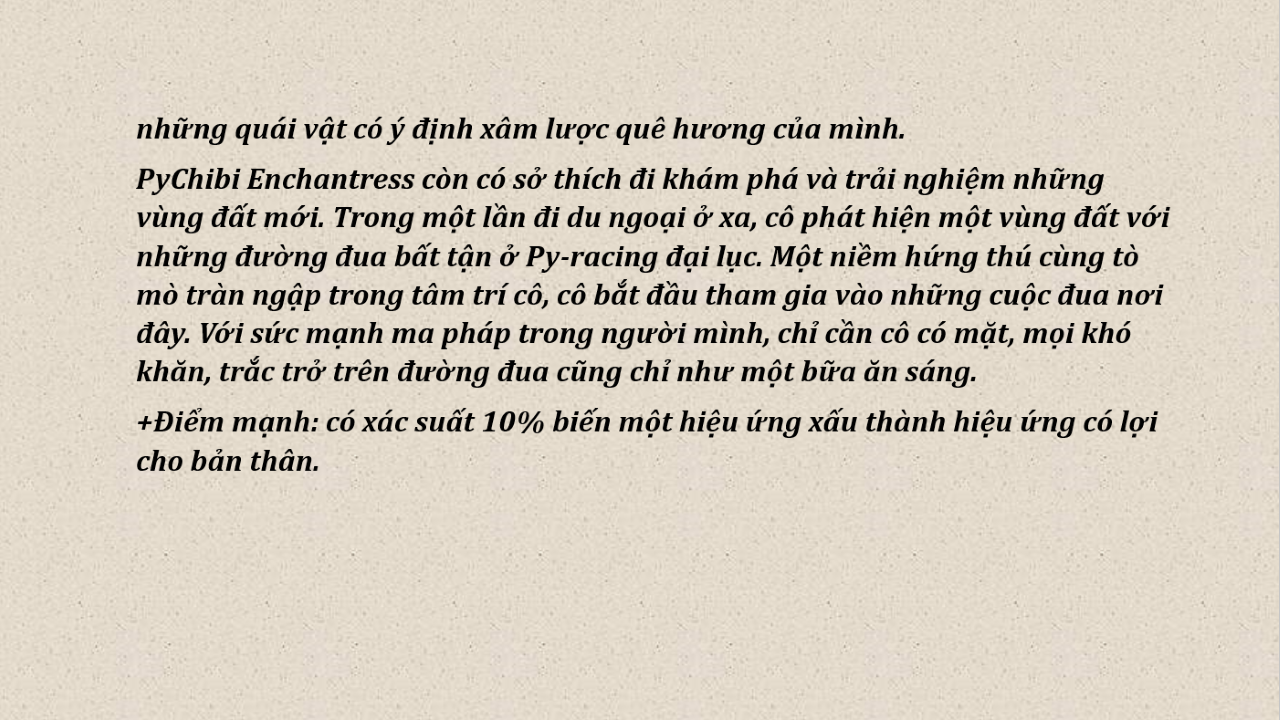 những quái vật có ý định xâm lược quê hương của mình.
PyChibi Enchantress còn có sở thích đi khám phá và trải nghiệm những
vùng đất mới. Trong một lần đi du ngoại ở xa, cô phát hiện một vùng đất với
những đường đua bất tận ở Py-racing đại lục. Một niềm hứng thú cùng tò
mò tràn ngập trong tâm trí cô, cô bắt đầu tham gia vào những cuộc đua nơi
đây. Với sức mạnh ma pháp trong người mình, chỉ cần cô có mặt, mọi khó
khăn, trắc trở trên đường đua cũng chỉ như một bữa ăn sáng.
+Điểm mạnh: có xác suất 10% biến một hiệu ứng xấu thành hiệu ứng có lợi
cho bản thân.